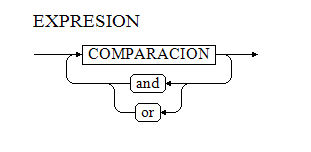 EXPRESION
COMPARACION
and
or